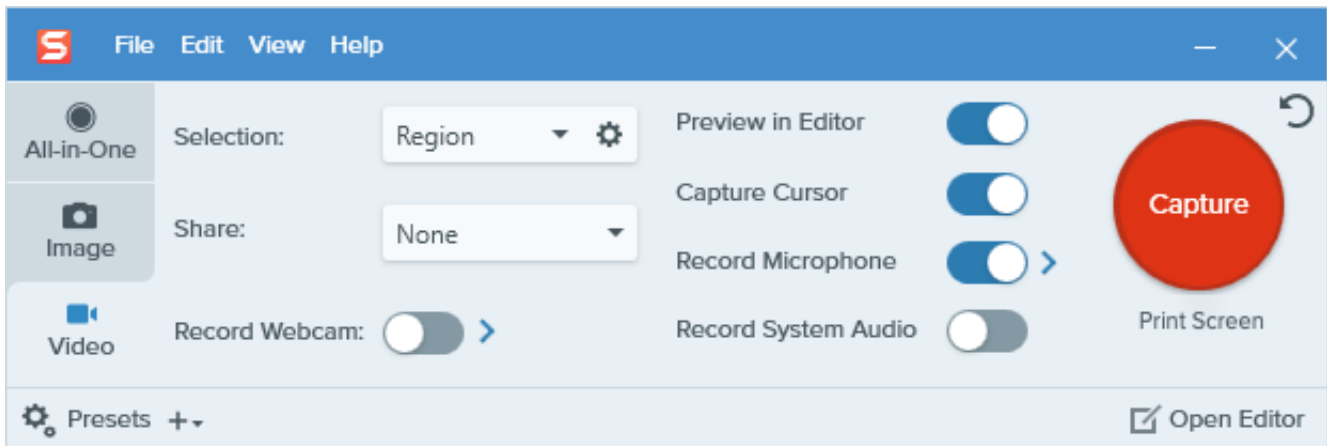 S File Edit View Help
All-in-One
Image
Video
Selection: Region
Share: None
Record Webcam:
Preview in Editor
Capture Cursor
Record Microphone
Record System Audio
Capture
Print Screen
Presets
Open Editor